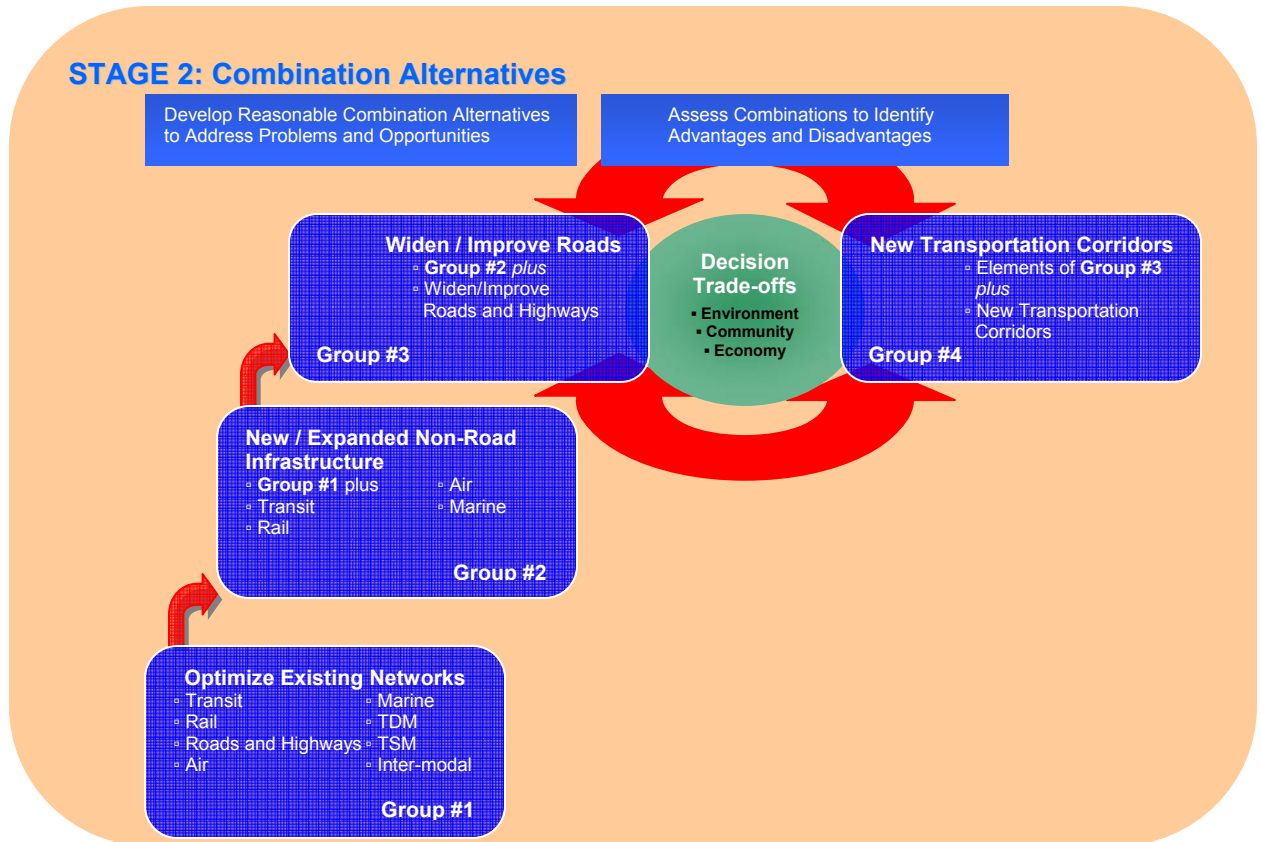 STAGE 2: Combination Alternatives
Develop Reasonable Combination Alternatives
to Address Problems and Opportunities
Assess Combinations to Identify
Advantages and Disadvantages
Widen / Improve Roads
▫ Group #2 plus
▫ Widen/Improve
Roads and Highways
Group #3
Decision
Trade-offs
▪ Environment
▪ Community
▪ Economy
New Transportation Corridors
▫ Elements of Group #3
plus
▫ New Transportation
Corridors
Group #4
New / Expanded Non-Road
Infrastructure
▫ Group #1 plus
▫ Transit
▫ Rail
▫ Air
▫ Marine
Group #2
Optimize Existing Networks
▫ Transit
▫ Rail
▫ Roads and Highways
▫ Air
▫ Marine
▫ TDM
▫ TSM
▫ Inter-modal
Group #1